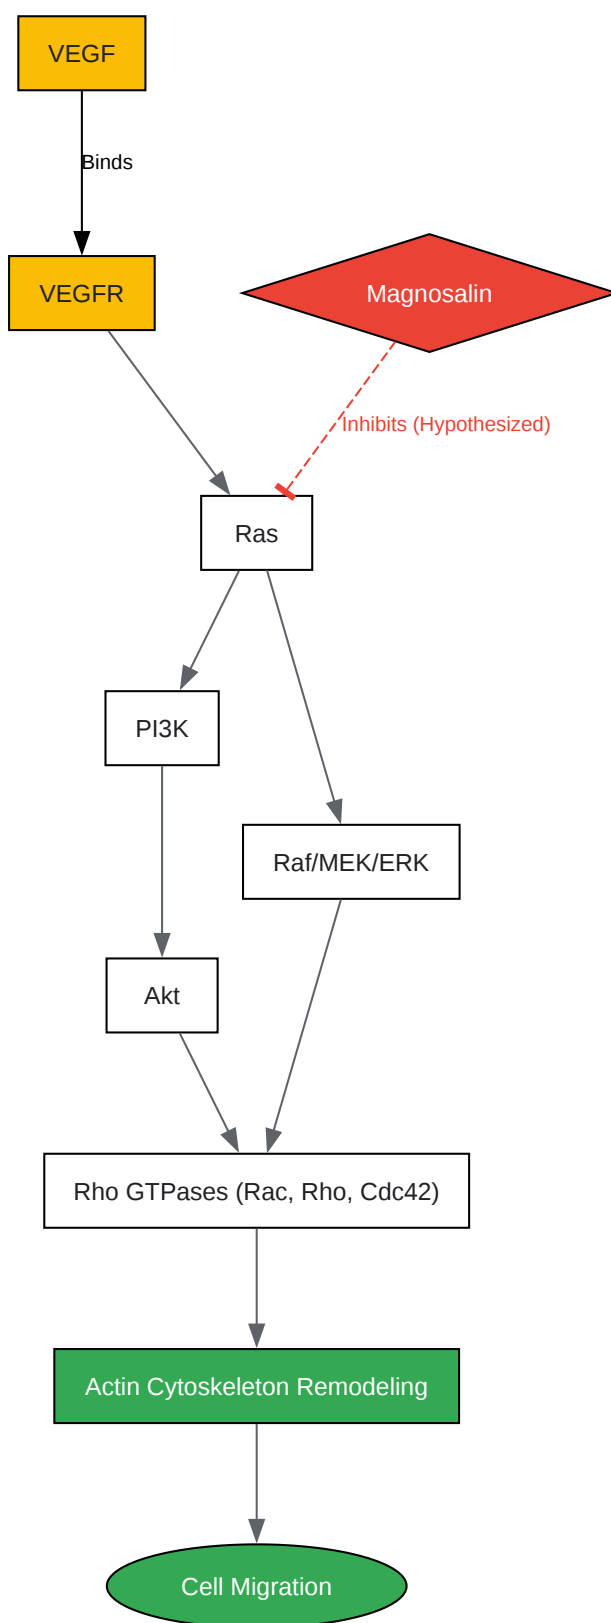 VEGF
Binds
VEGFR
Magnosalin
Inhibits (Hypothesized)
Ras
PI3K
Raf/MEK/ERK
Akt
Rho GTPases (Rac, Rho, Cdc42)
Actin Cytoskeleton Remodeling
Cell Migration